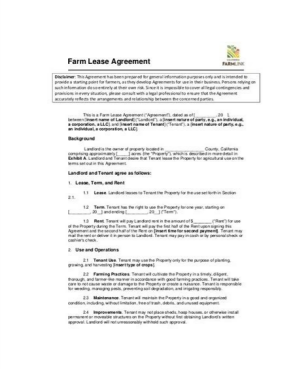 Farm Lease Agreement
FARMLINK
Disclaimer: This Agreement has been prepared for general information purposes only and is intended to
provide a starting point for farmers, as they develop Agreements for use in their business. Persons relying on
such information do so entirely at their own risk. Since it is impossible to cover all legal contingencies and
provisions in every situation, please consult with a legal professional to ensure that the Agreement
accurately reflects the arrangements and relationship between the concerned parties.
This is a Farm Lease Agreement ("Agreement"), dated as of [________, 20__],
between [Insert name of Landlord] ("Landlord"), a [insert nature of party, e.g., an individual,
a corporation, a LLC], and [insert name of Tenant] ("Tenant"), a [insert nature of party, e.g.,
an individual, a corporation, a LLC].
Background
Landlord is the owner of property located in ____________ County, California
comprising approximately [_____] acres (the "Property"), which is described in more detail in
Exhibit A. Landlord and Tenant desire that Tenant lease the Property for agricultural use on the
terms set out in this Agreement.
Landlord and Tenant agree as follows:
1. Lease, Term, and Rent
1.1 Lease. Landlord leases to Tenant the Property for the use set forth in Section
2.1.
1.2 Term. Tenant has the right to use the Property for one year, starting on
[________, 20__] and ending [________, 20__] ("Term").
1.3 Rent. Tenant will pay Landlord rent in the amount of $________ ("Rent") for use
of the Property during the Term. Tenant will pay the first half of the Rent upon signing this
Agreement and the second half of the Rent on [insert time for second payment]. Tenant may
mail the rent or deliver it in person to Landlord. Tenant may pay in cash or by personal check or
cashier's check.
2. Use and Operations
2.1 Tenant Use. Tenant may use the Property only for the purpose of planting,
growing, and harvesting [insert type of crops].
2.2 Farming Practices. Tenant will cultivate the Property in a timely, diligent,
thorough, and farmer-like manner in accordance with good farming practices. Tenant will take
care to not cause waste or damage to the Property or create a nuisance. Tenant is responsible
for weeding, managing pests, preventing soil degradation, and irrigating responsibly.
2.3 Maintenance. Tenant will maintain the Property in a good and organized
condition, including, without limitation, free of trash, debris, and unused equipment.
2.4 Improvements. Tenant may not place sheds, keep houses, or otherwise install
permanent or movable structures on the Property without first obtaining Landlord's written
approval. Landlord will not unreasonably withhold such approval.